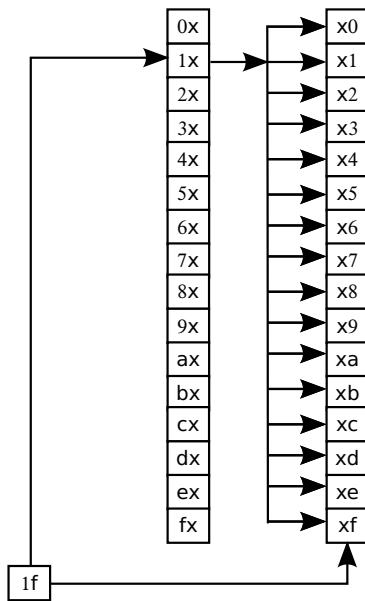 0x x0
1x x1
2x x2
3x x3
4x x4
5x x5
6x x6
7x x7
8x x8
9x x9
ax xa
bx xb
cx xc
dx xd
ex xe
fx xf
1f